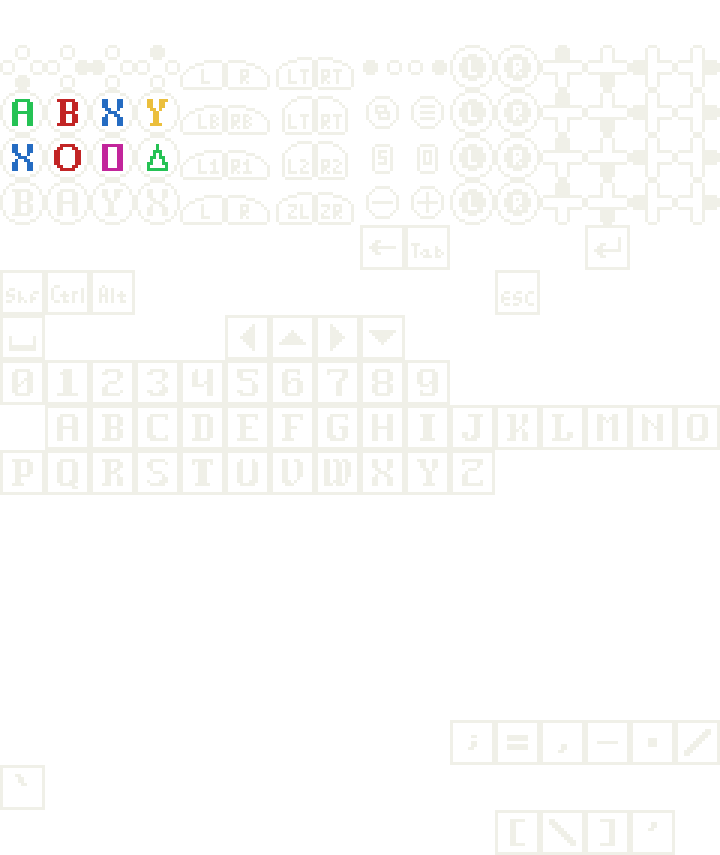 L R LT RT L R
A B X Y LB RB LT RT L R
X O L1 R1 L2 R2 S O L R
B A Y X L R ZL ZR − + L R
← Tab ↵
Shf Ctrl Alt ESC
0 1 2 3 4 5 6 7 8 9
A B C D E F G H I J K L M N O
P Q R S T U V W X Y Z
; = , − . /
`
[ \ ] '